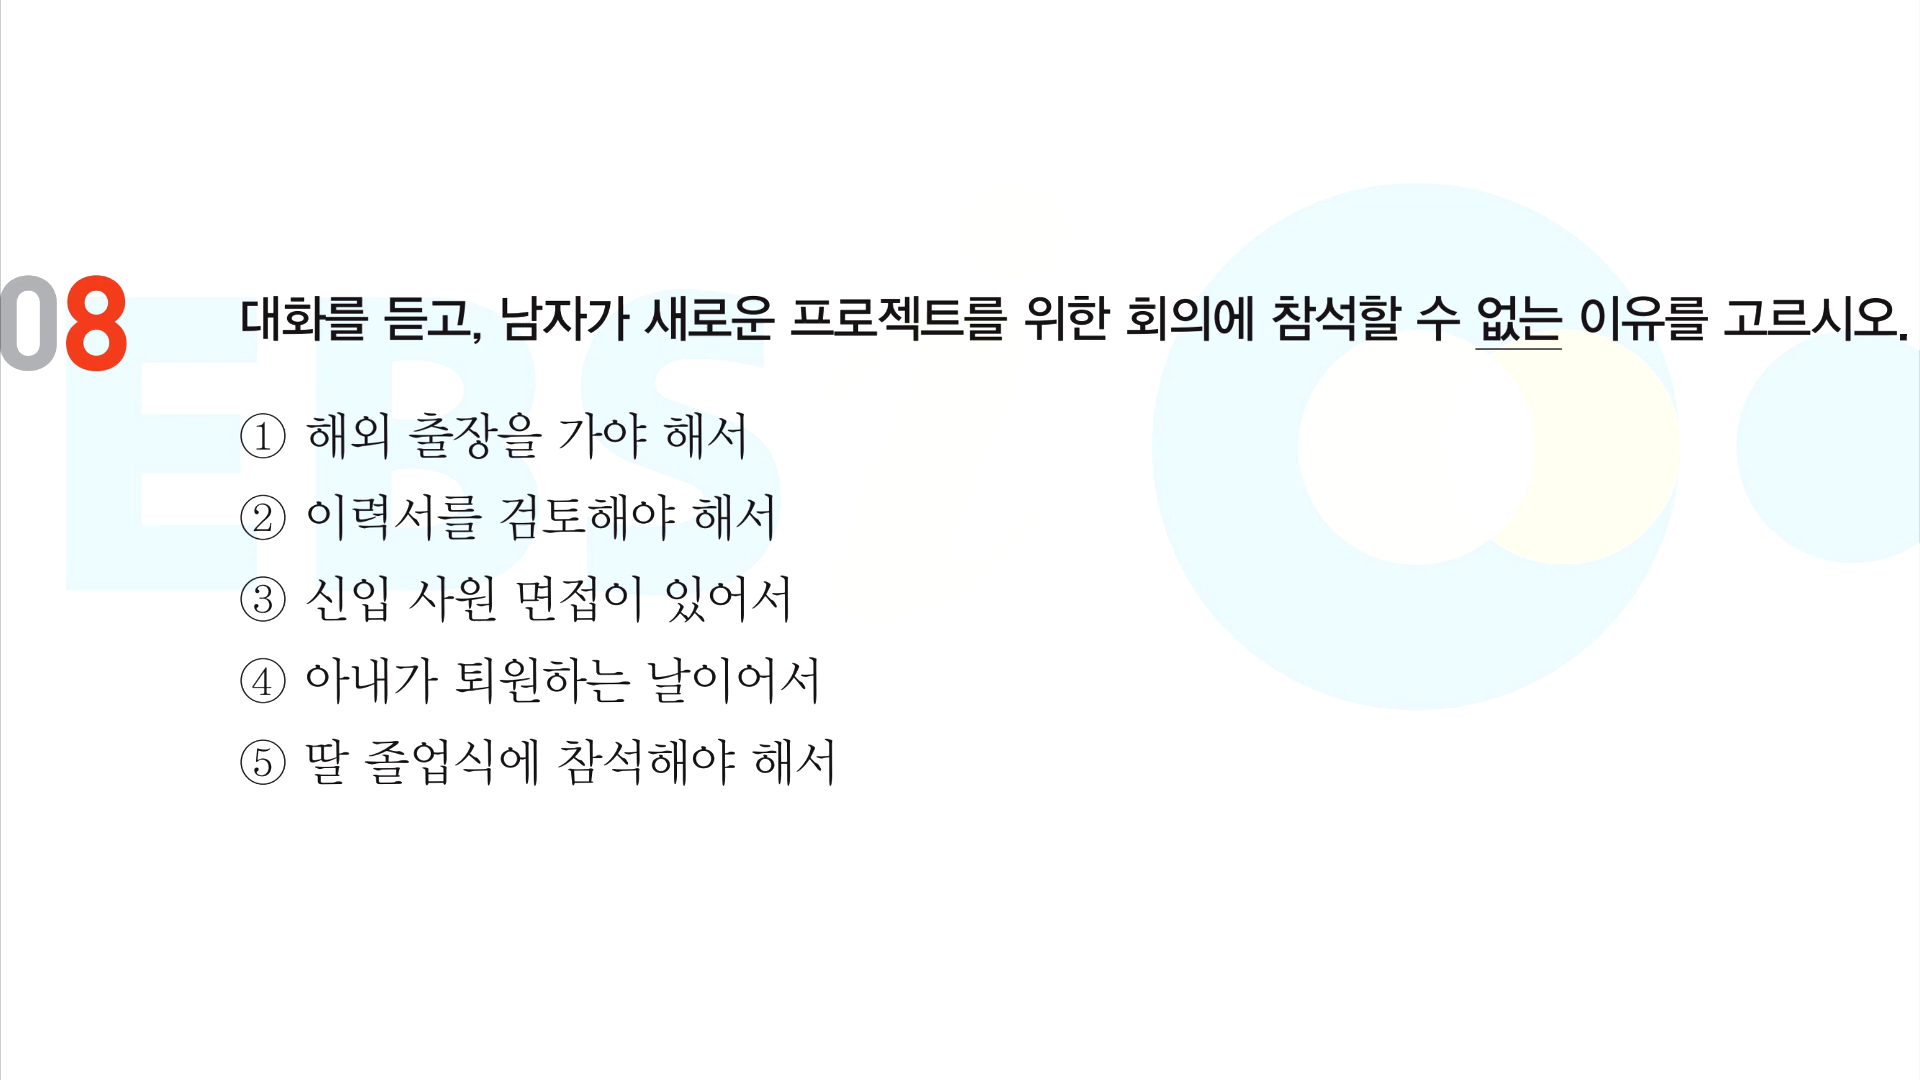 08 대화를 듣고, 남자가 새로운 프로젝트를 위한 회의에 참석할 수 없는 이유를 고르시오.
① 해외 출장을 가야 해서
② 이력서를 검토해야 해서
③ 신입 사원 면접이 있어서
④ 아내가 퇴원하는 날이어서
⑤ 딸 졸업식에 참석해야 해서
EBS